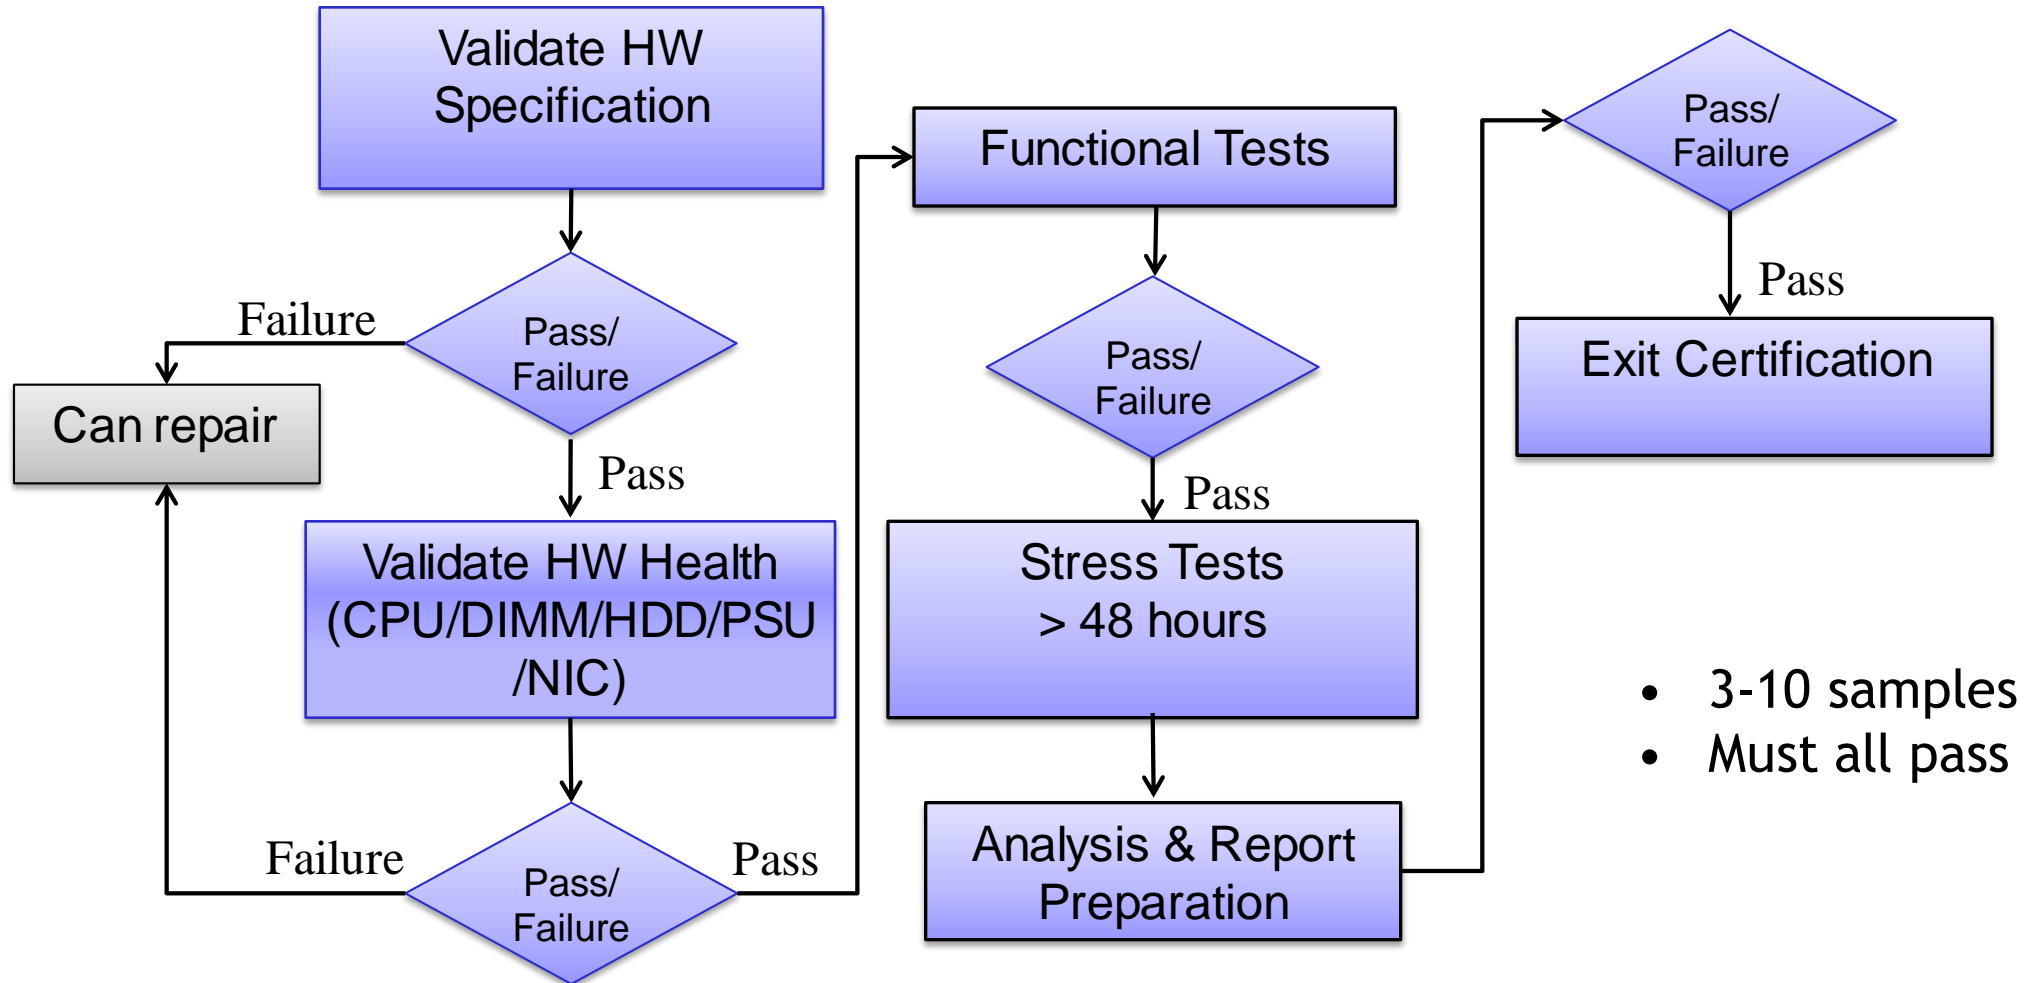 Validate HW
Specification
Pass/
Failure
Failure
Can repair
Pass
Validate HW Health
(CPU/DIMM/HDD/PSU
/NIC)
Pass/
Failure
Failure
Pass
Functional Tests
Pass/
Failure
Pass
Stress Tests
> 48 hours
Analysis & Report
Preparation
Pass/
Failure
Pass
Exit Certification
• 3-10 samples
• Must all pass